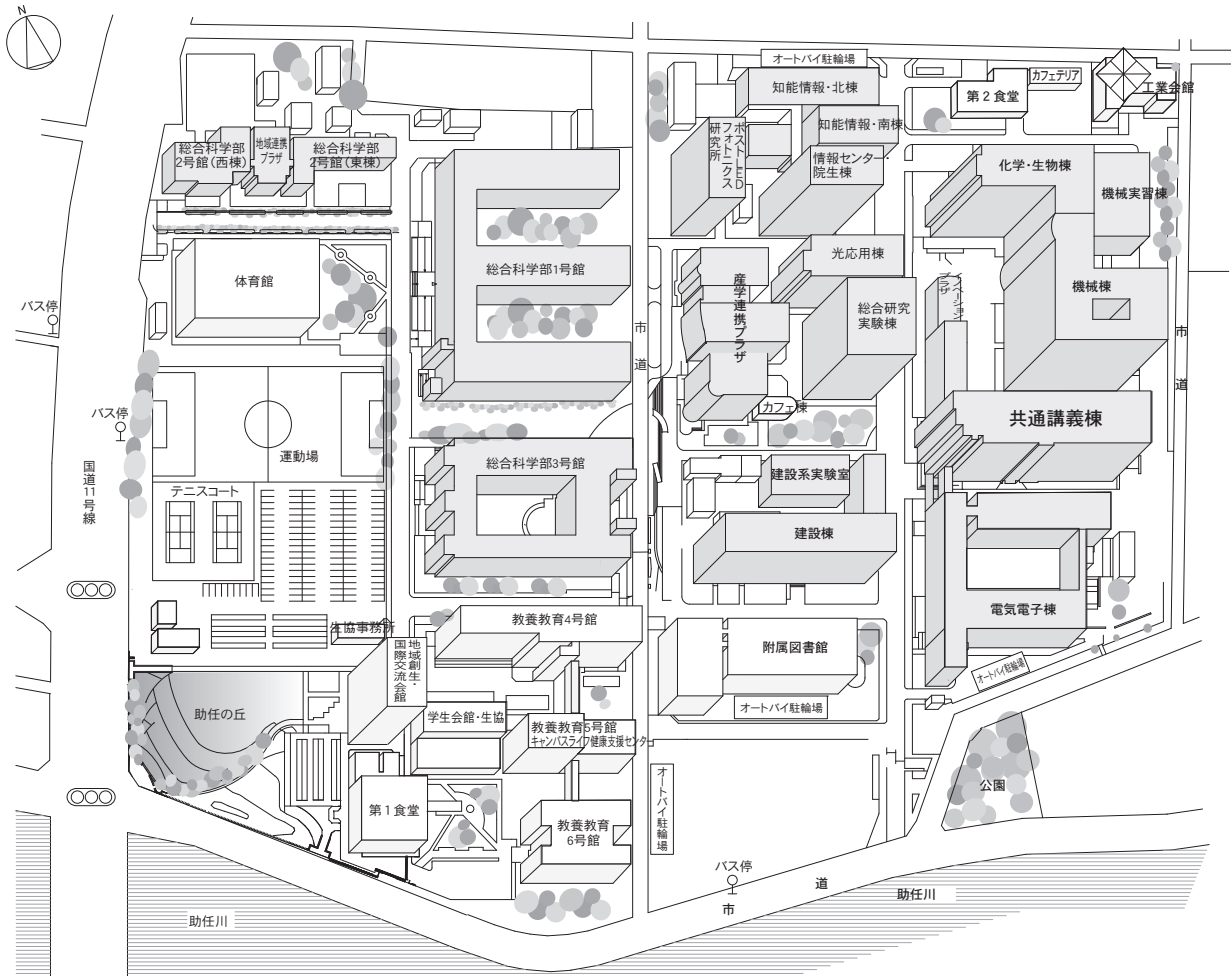 N
オートバイ駐輪場
知能情報・北棟
第2食堂
カフェテリア
工業会館
総合科学部
2号館(西棟)
地域連携
プラザ
総合科学部
2号館(東棟)
ポストLED
フォトニクス
研究所
知能情報・南棟
情報センター・
院生棟
化学・生物棟
機械実習棟
体育館
総合科学部1号館
光応用棟
産学連携プラザ
総合研究
実験棟
イノベーション
プラザ
機械棟
バス停
市道
市道
バス停
カフェ棟
共通講義棟
国道11号線
運動場
総合科学部3号館
建設系実験室
テニスコート
建設棟
電気電子棟
生協事務所
教養教育4号館
地域創生・
国際交流会館
附属図書館
オートバイ駐輪場
助任の丘
学生会館・生協
教養教育5号館
キャンパスライフ健康支援センター
オートバイ駐輪場
公園
第1食堂
教養教育
6号館
オートバイ駐輪場
バス停
市道
助任川
助任川